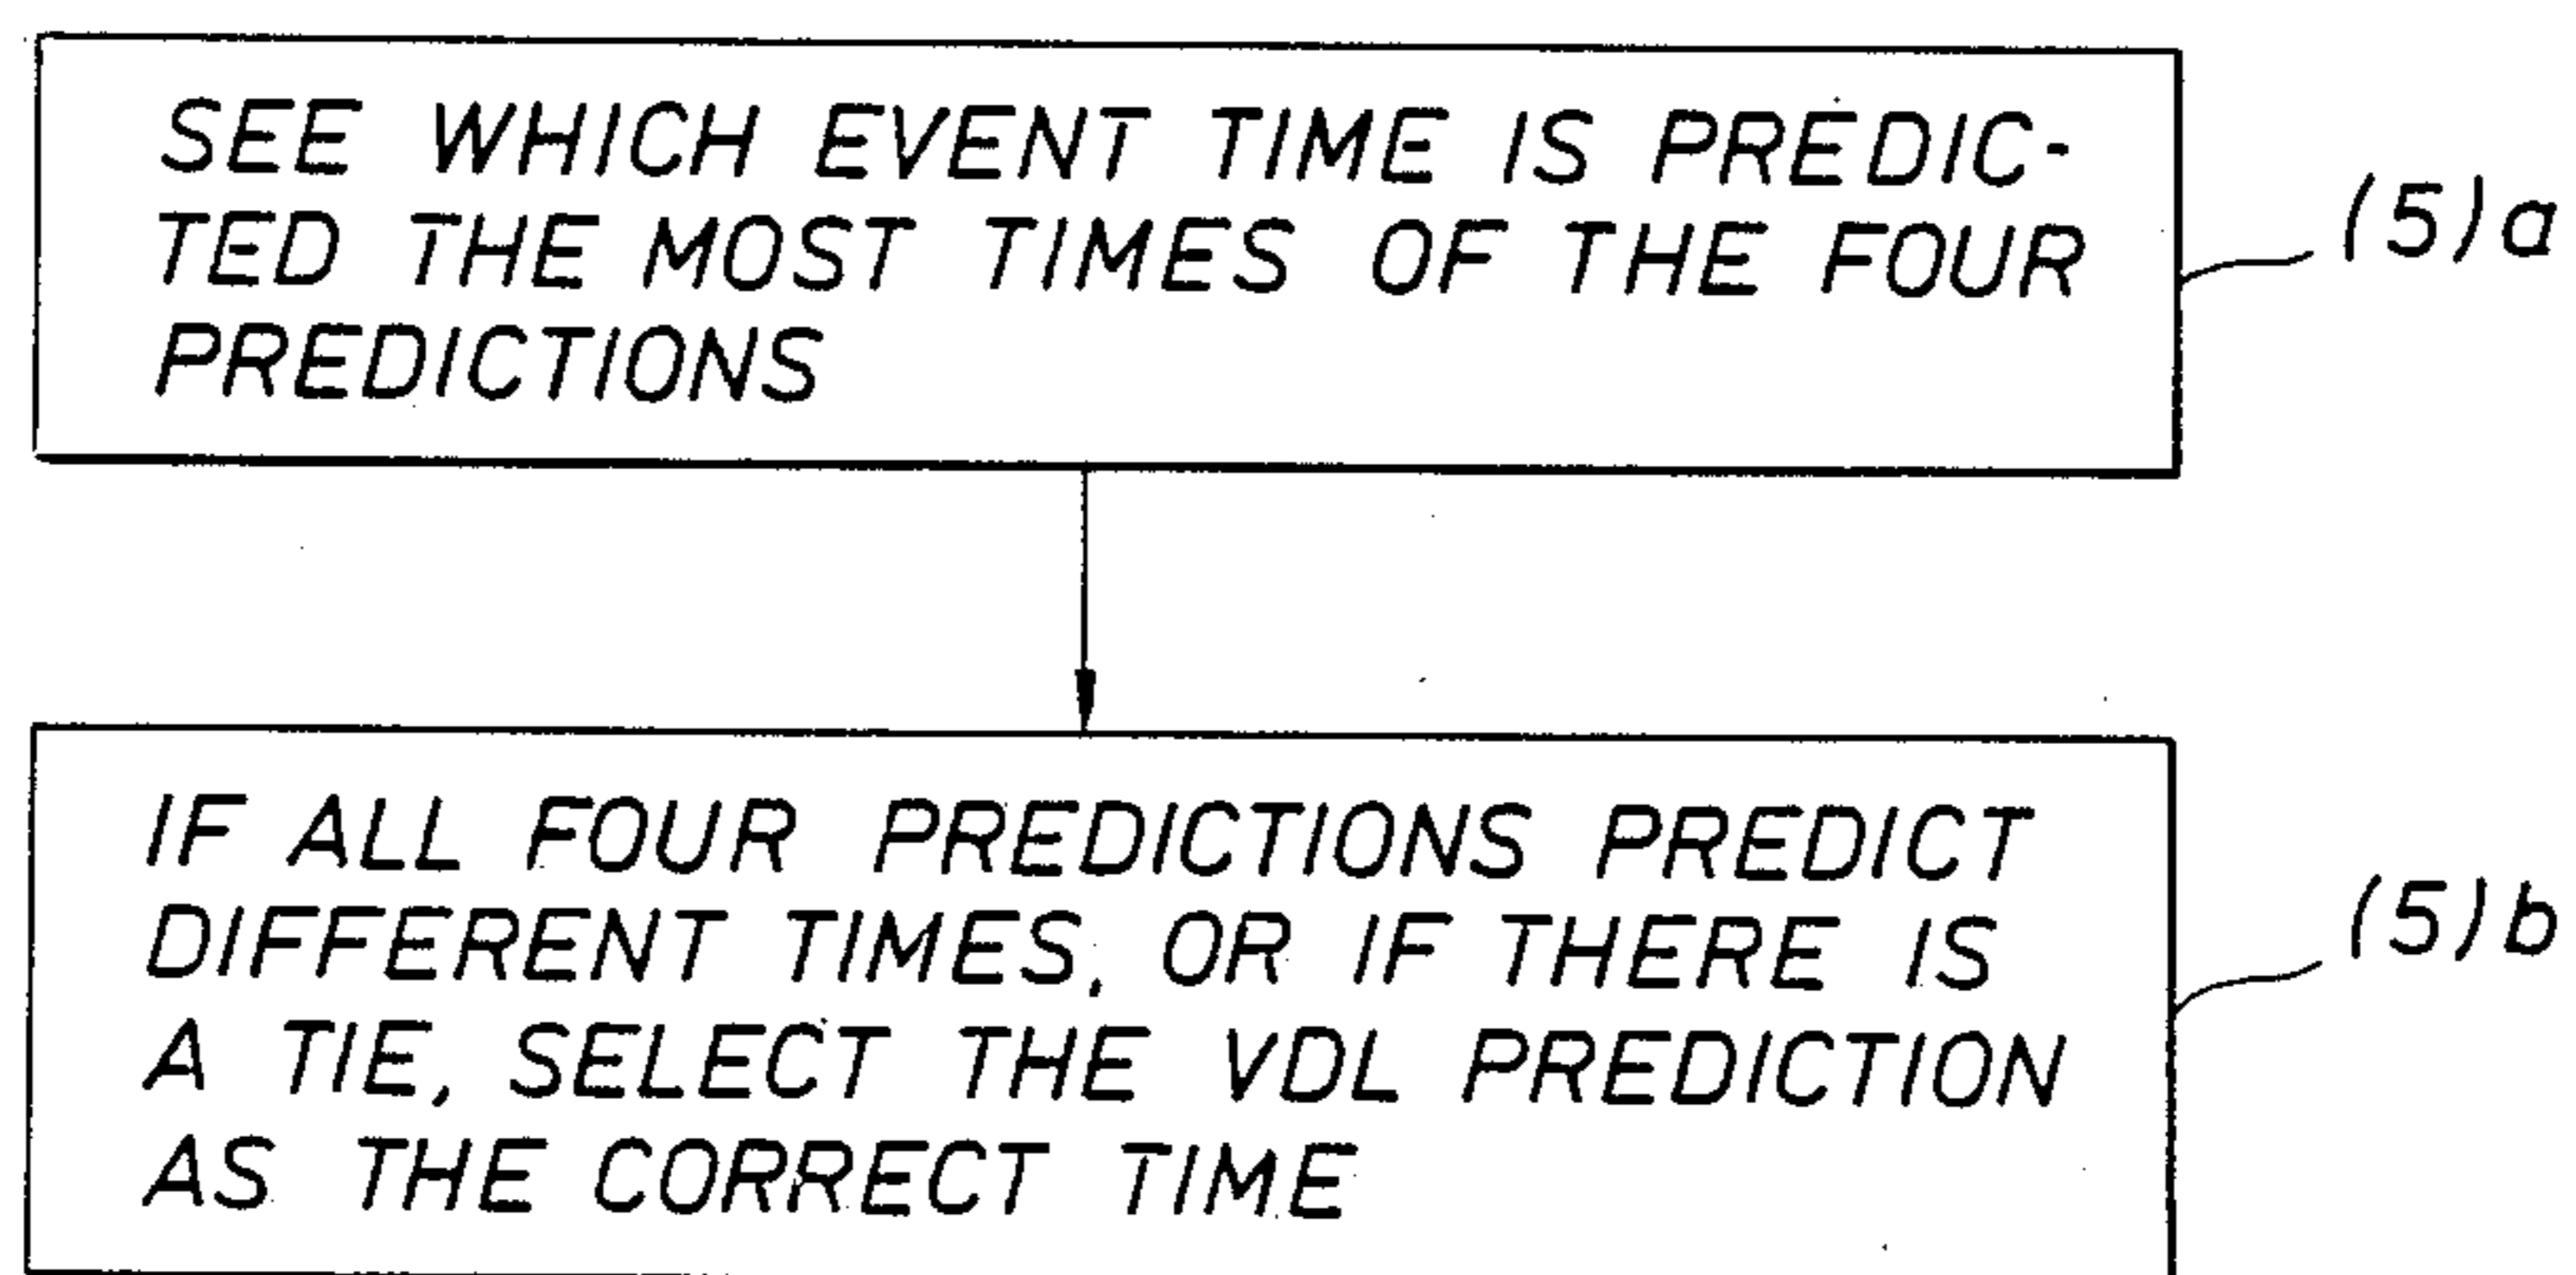 SEE WHICH EVENT TIME IS PREDIC-
TED THE MOST TIMES OF THE FOUR
PREDICTIONS
(5)a
IF ALL FOUR PREDICTIONS PREDICT
DIFFERENT TIMES, OR IF THERE IS
A TIE, SELECT THE VDL PREDICTION
AS THE CORRECT TIME
(5)b